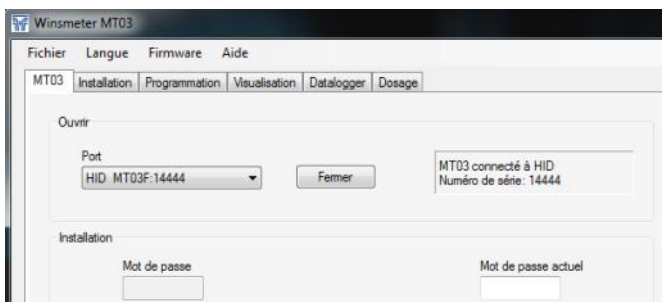 Winsmeter MT03
Fichier Langue Firmware Aide
MT03 Installation Programmation Visualisation Datalogger Dosage
Ouvrir
Port
HID MT03F:14444
Fermer
MT03 connecté à HID
Numéro de série: 14444
Installation
Mot de passe
Mot de passe actuel